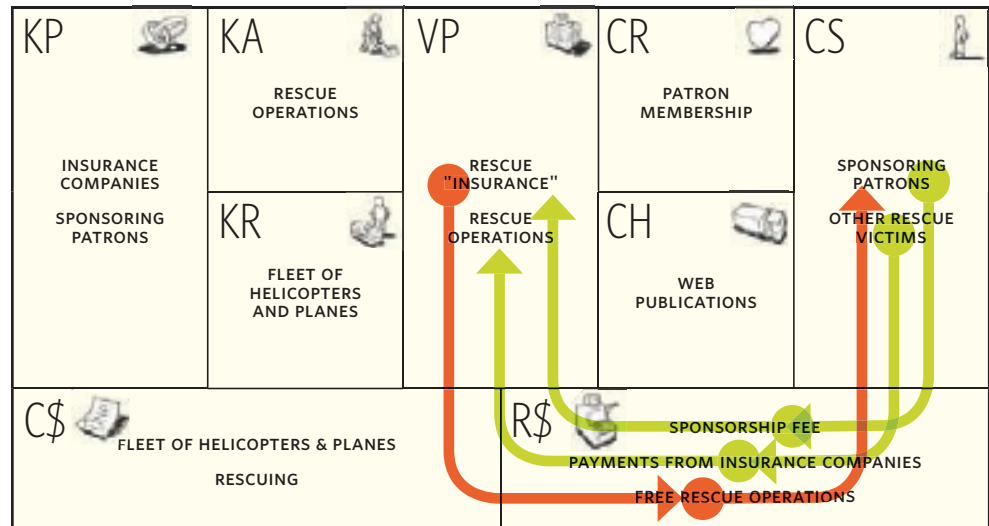 KP
INSURANCE
COMPANIES
SPONSORING
PATRONS
KA
RESCUE
OPERATIONS
KR
FLEET OF
HELICOPTERS
AND PLANES
VP
RESCUE
"INSURANCE"
RESCUE
OPERATIONS
CR
PATRON
MEMBERSHIP
CH
WEB
PUBLICATIONS
CS
SPONSORING
PATRONS
OTHER RESCUE
VICTIMS
C$
FLEET OF HELICOPTERS & PLANES
RESCUING
R$
SPONSORSHIP FEE
PAYMENTS FROM INSURANCE COMPANIES
FREE RESCUE OPERATIONS